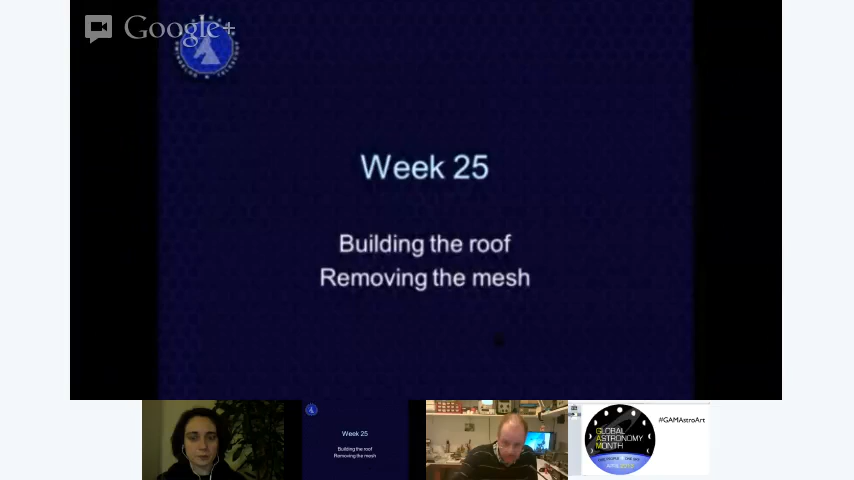 Google+
Week 25
Building the roof
Removing the mesh
Week 25
Building the roof
Removing the mesh
#GAMAstroArt
GLOBAL
ASTRONOMY
MONTH